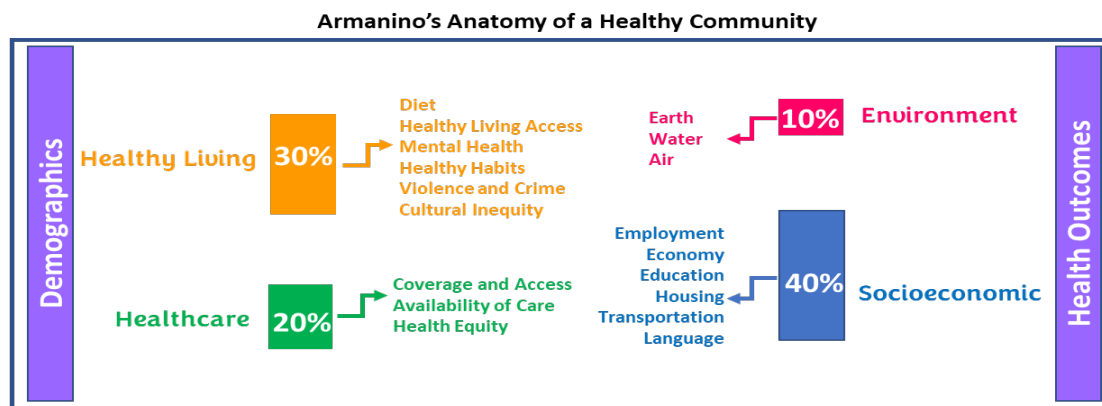 Armanino's Anatomy of a Healthy Community
Demographics
Healthy Living
30%
Diet
Healthy Living Access
Mental Health
Healthy Habits
Violence and Crime
Cultural Inequity
Healthcare
20%
Coverage and Access
Availability of Care
Health Equity
Earth
Water
Air
10%
Environment
Employment
Economy
Education
Housing
Transportation
Language
40%
Socioeconomic
Health Outcomes